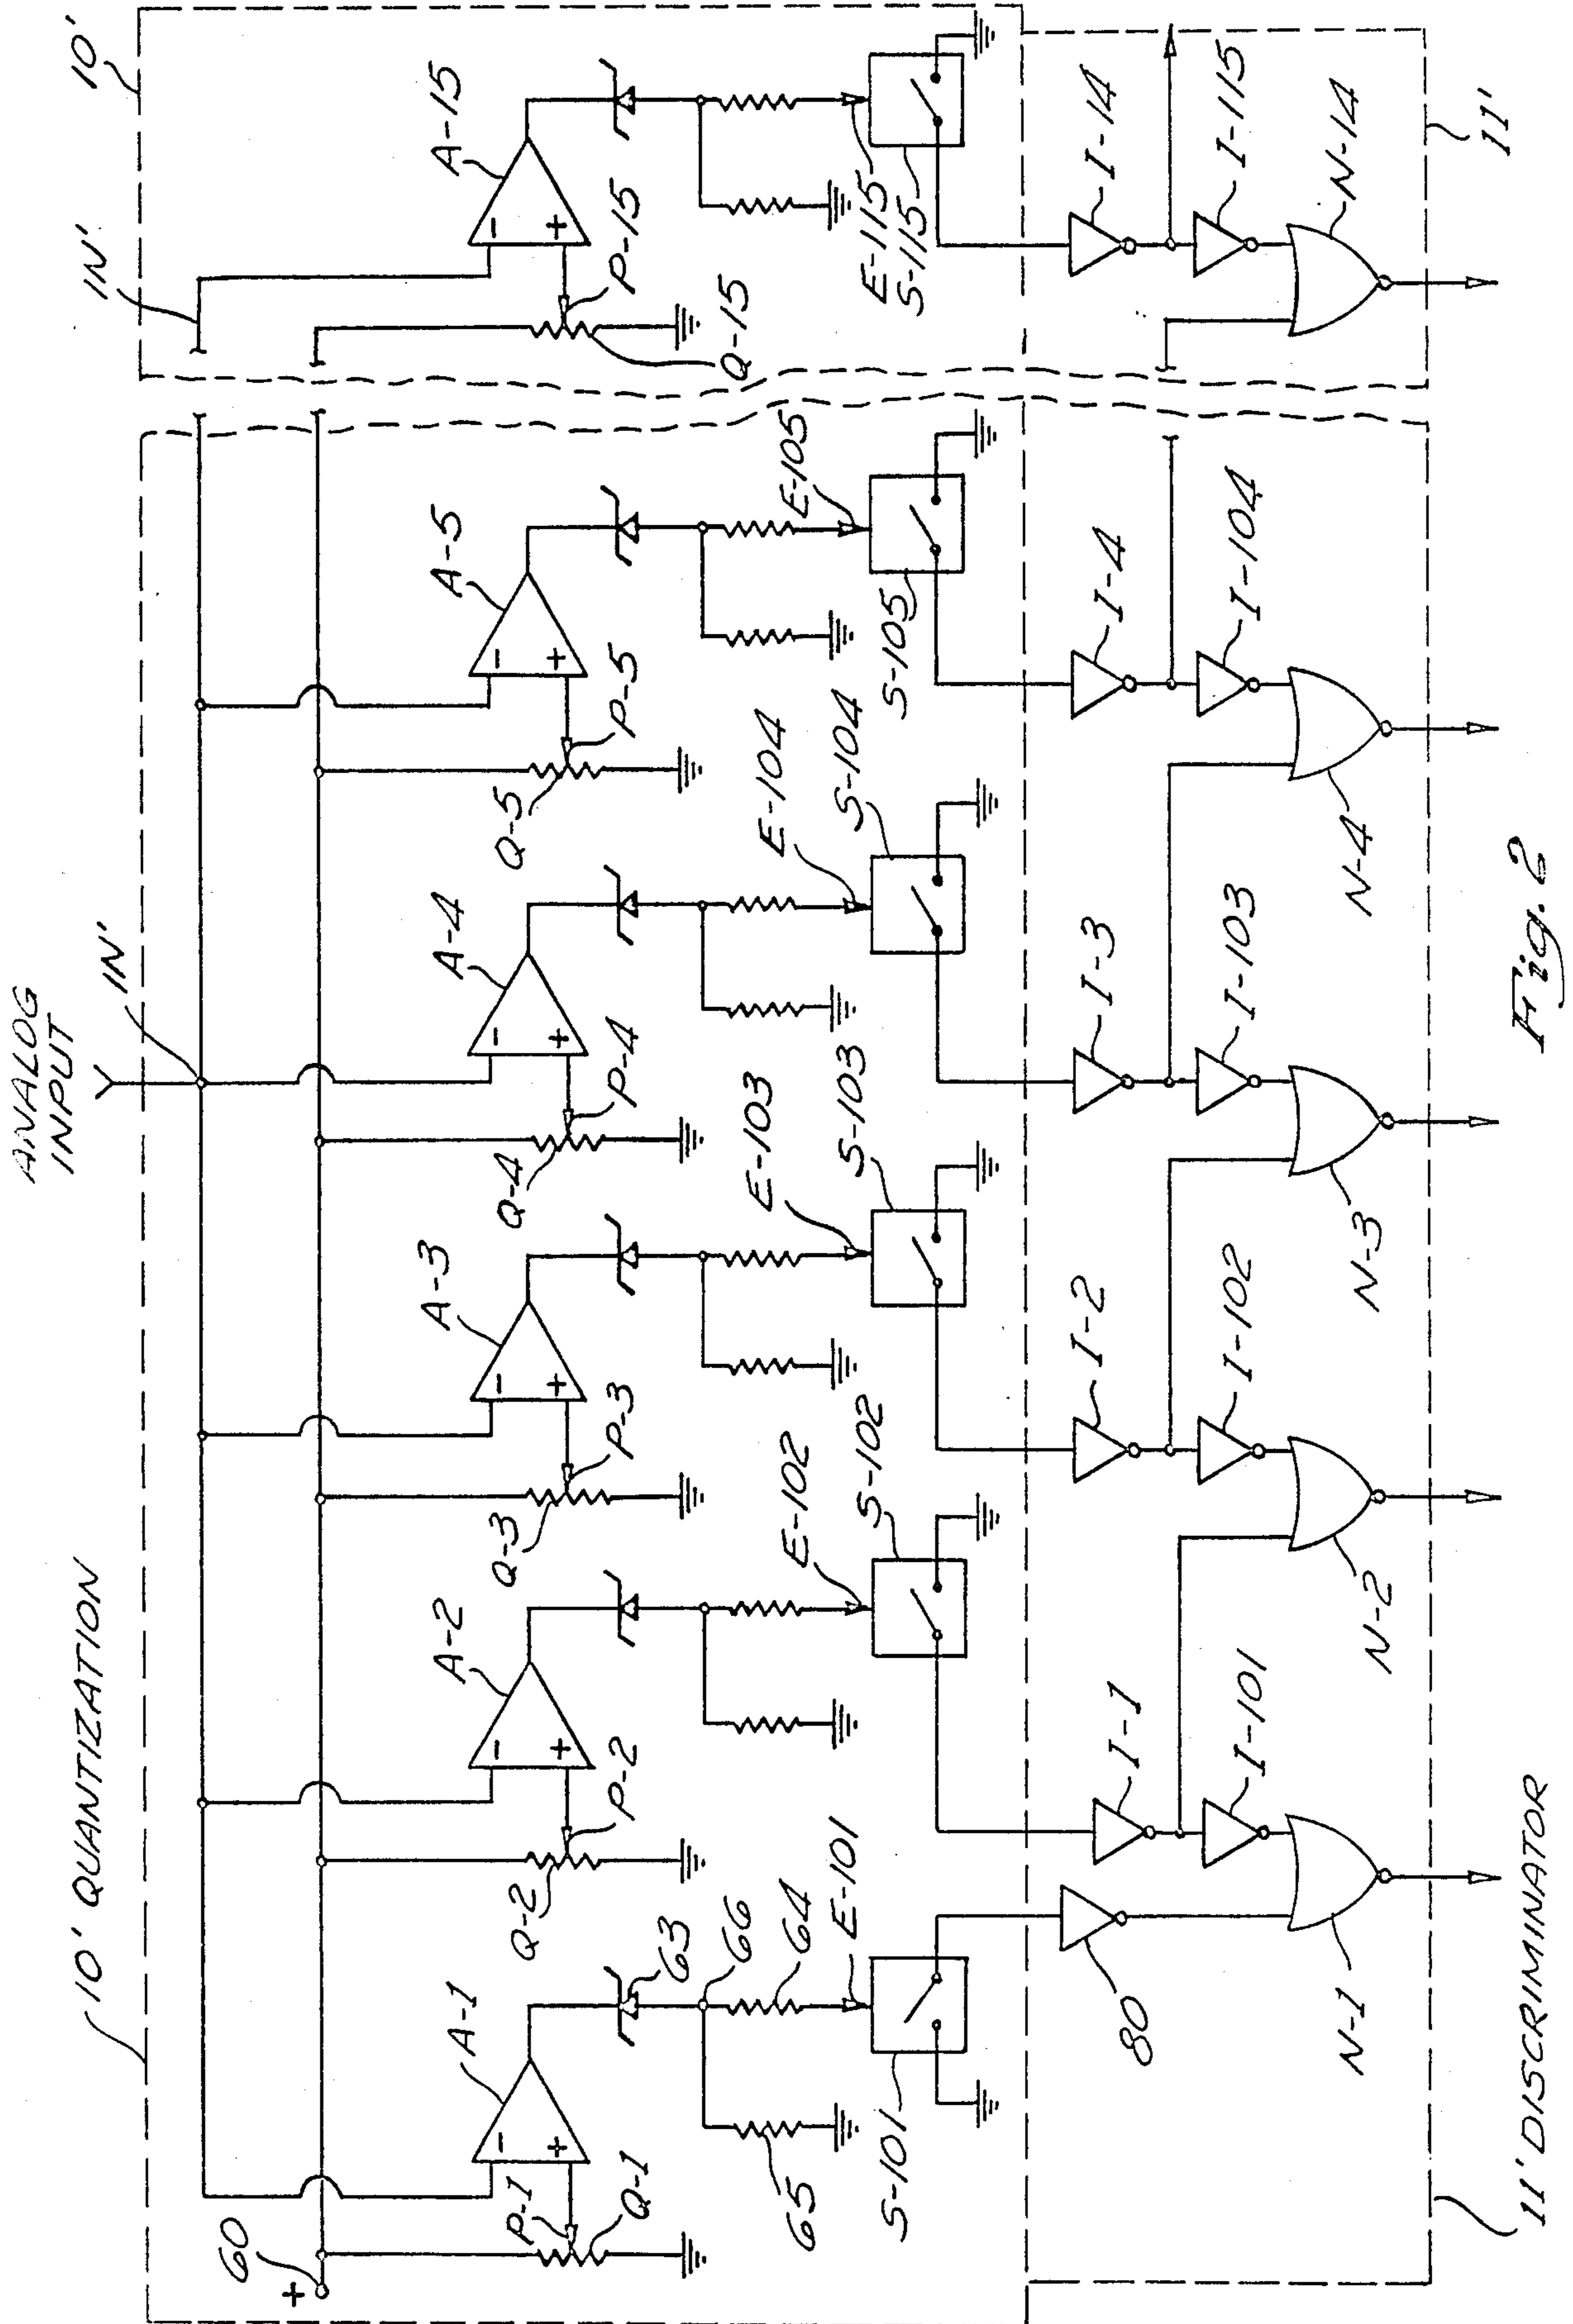 ANALOG
INPUT
IN'
IN'
10'
10' QUANTIZATION
+
60
A-1
A-2
A-3
A-4
A-5
A-15
-
+
-
+
-
+
-
+
-
+
-
+
P-1
Q-1
P-2
Q-2
P-3
Q-3
P-4
Q-4
P-5
Q-5
P-15
Q-15
63
66
64
65
E-101
S-101
E-102
S-102
E-103
S-103
E-104
S-104
E-105
S-105
E-115
S-115
80
I-1
I-2
I-3
I-4
I-14
I-101
I-102
I-103
I-104
I-115
N-1
N-2
N-3
N-4
N-14
11'
11' DISCRIMINATOR
Fig. 2